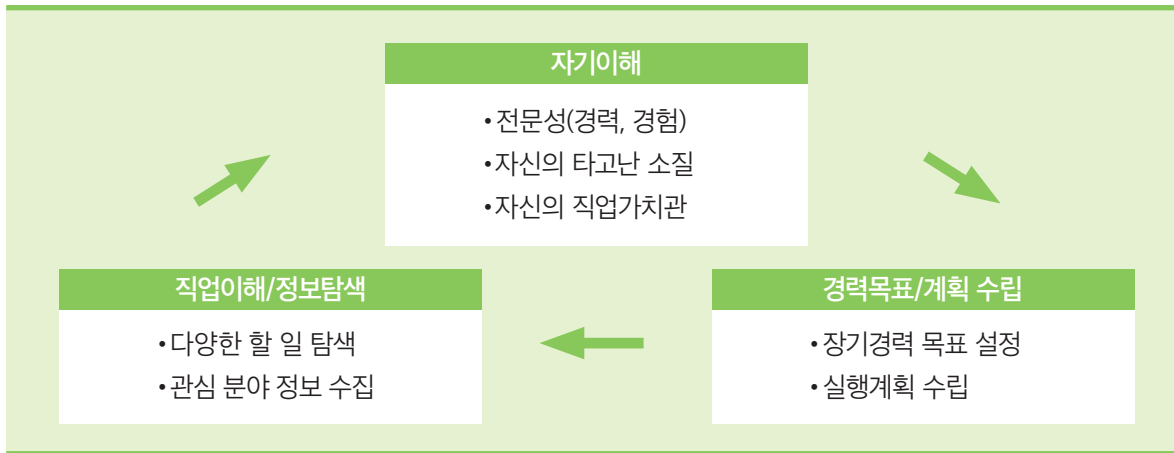 자기이해
•전문성(경력, 경험)
•자신의 타고난 소질
•자신의 직업가치관
직업이해/정보탐색
•다양한 할 일 탐색
•관심 분야 정보 수집
경력목표/계획 수립
•장기경력 목표 설정
•실행계획 수립